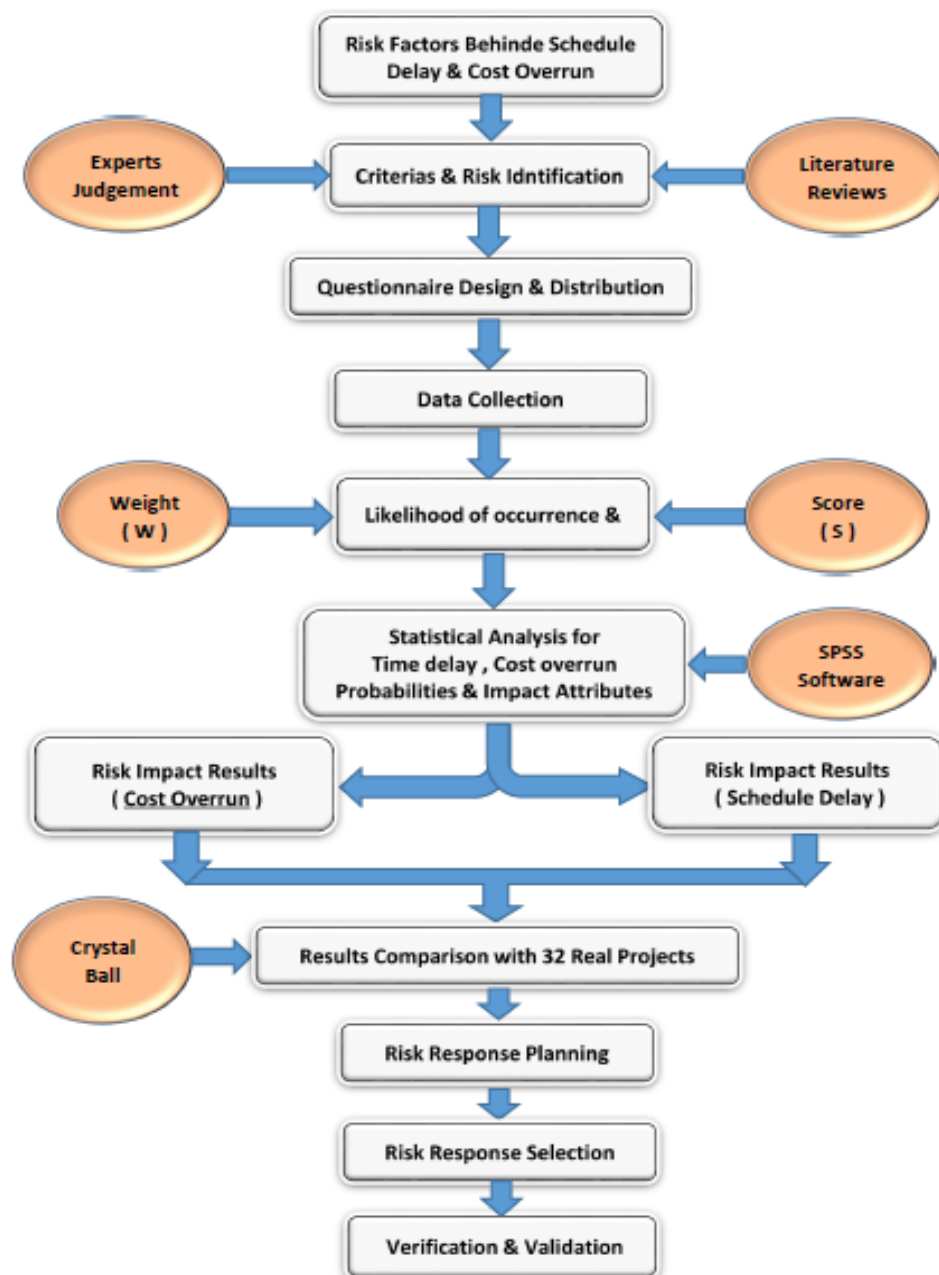 Risk Factors Behinde Schedule
Delay & Cost Overrun
Experts
Judgement
Criterias & Risk Idntification
Literature
Reviews
Questionnaire Design & Distribution
Data Collection
Weight
( W )
Likelihood of occurrence &
Score
( S )
Statistical Analysis for
Time delay , Cost overrun
Probabilities & Impact Attributes
SPSS
Software
Risk Impact Results
( Cost Overrun )
Risk Impact Results
( Schedule Delay )
Crystal
Ball
Results Comparison with 32 Real Projects
Risk Response Planning
Risk Response Selection
Verification & Validation